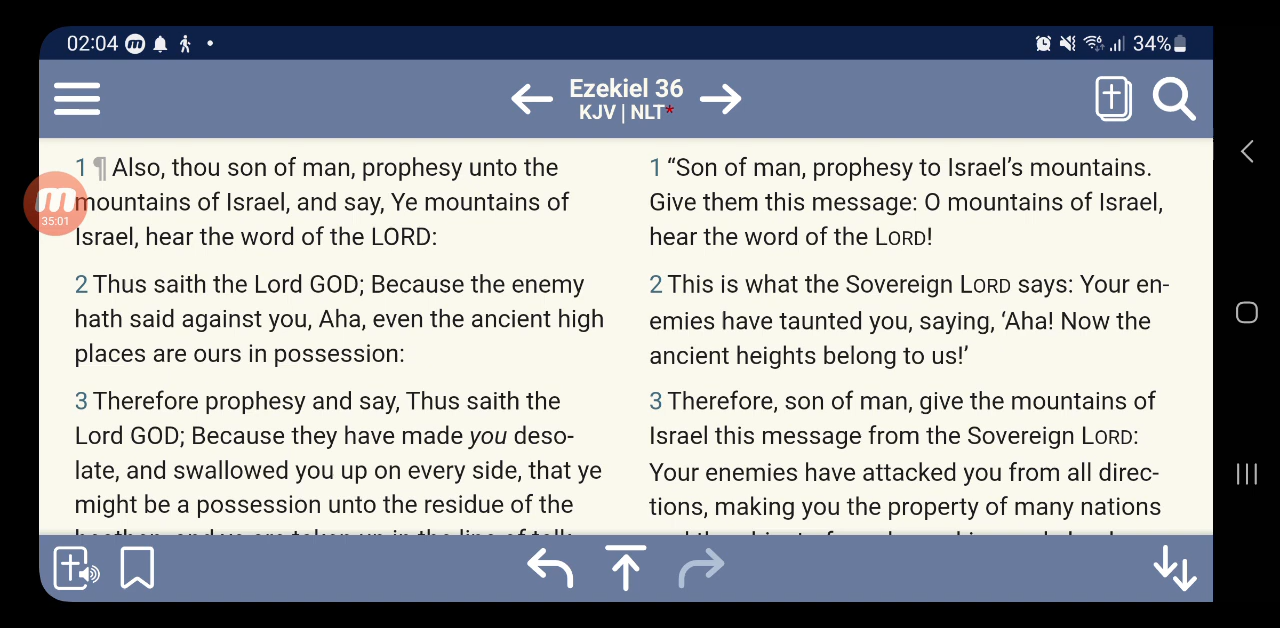 02:04
34%
Ezekiel 36
KJV | NLT*
35:01
1 ¶ Also, thou son of man, prophesy unto the
mountains of Israel, and say, Ye mountains of
Israel, hear the word of the LORD:
2 Thus saith the Lord GOD; Because the enemy
hath said against you, Aha, even the ancient high
places are ours in possession:
3 Therefore prophesy and say, Thus saith the
Lord GOD; Because they have made you deso-
late, and swallowed you up on every side, that ye
might be a possession unto the residue of the
1 “Son of man, prophesy to Israel’s mountains.
Give them this message: O mountains of Israel,
hear the word of the LORD!
2 This is what the Sovereign LORD says: Your en-
emies have taunted you, saying, ‘Aha! Now the
ancient heights belong to us!’
3 Therefore, son of man, give the mountains of
Israel this message from the Sovereign LORD:
Your enemies have attacked you from all direc-
tions, making you the property of many nations